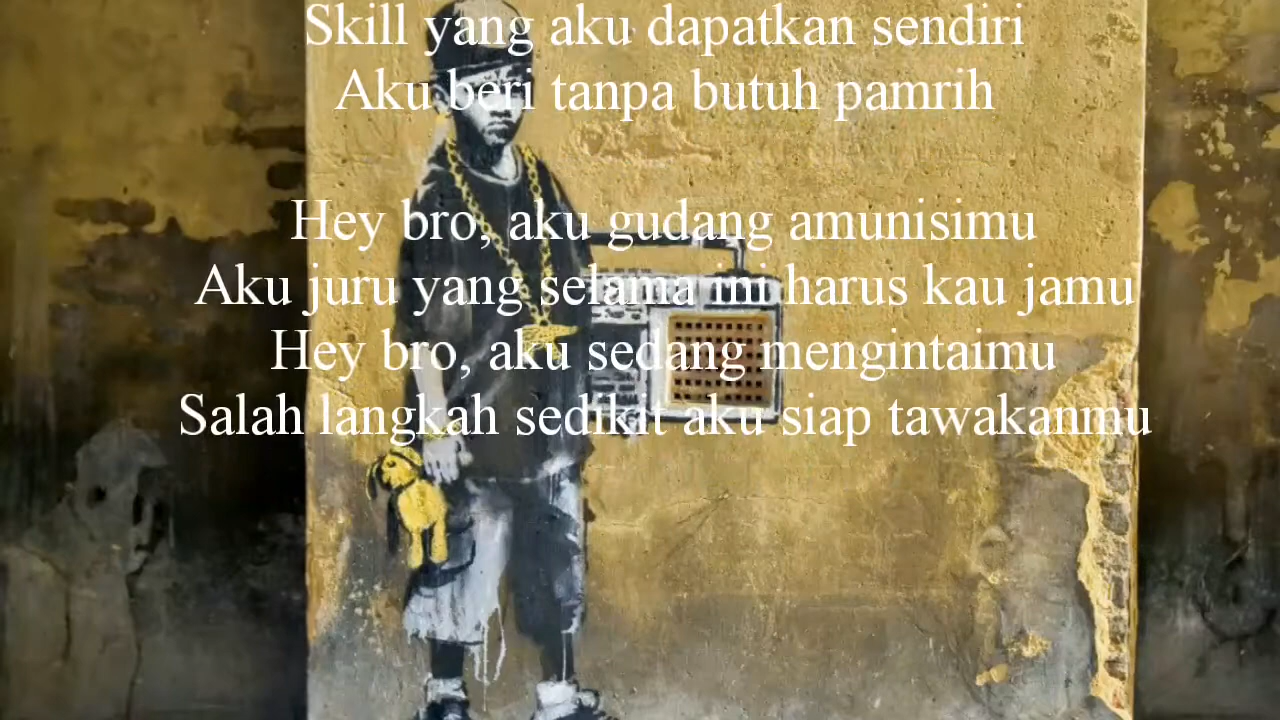 Skill yang aku dapatkan sendiri
Aku beri tanpa butuh pamrih
Hey bro, aku gudang amunisimu
Aku juru yang selama ini harus kau jamu
Hey bro, aku sedang mengintaimu
Salah langkah sedikit aku siap tawakanmu